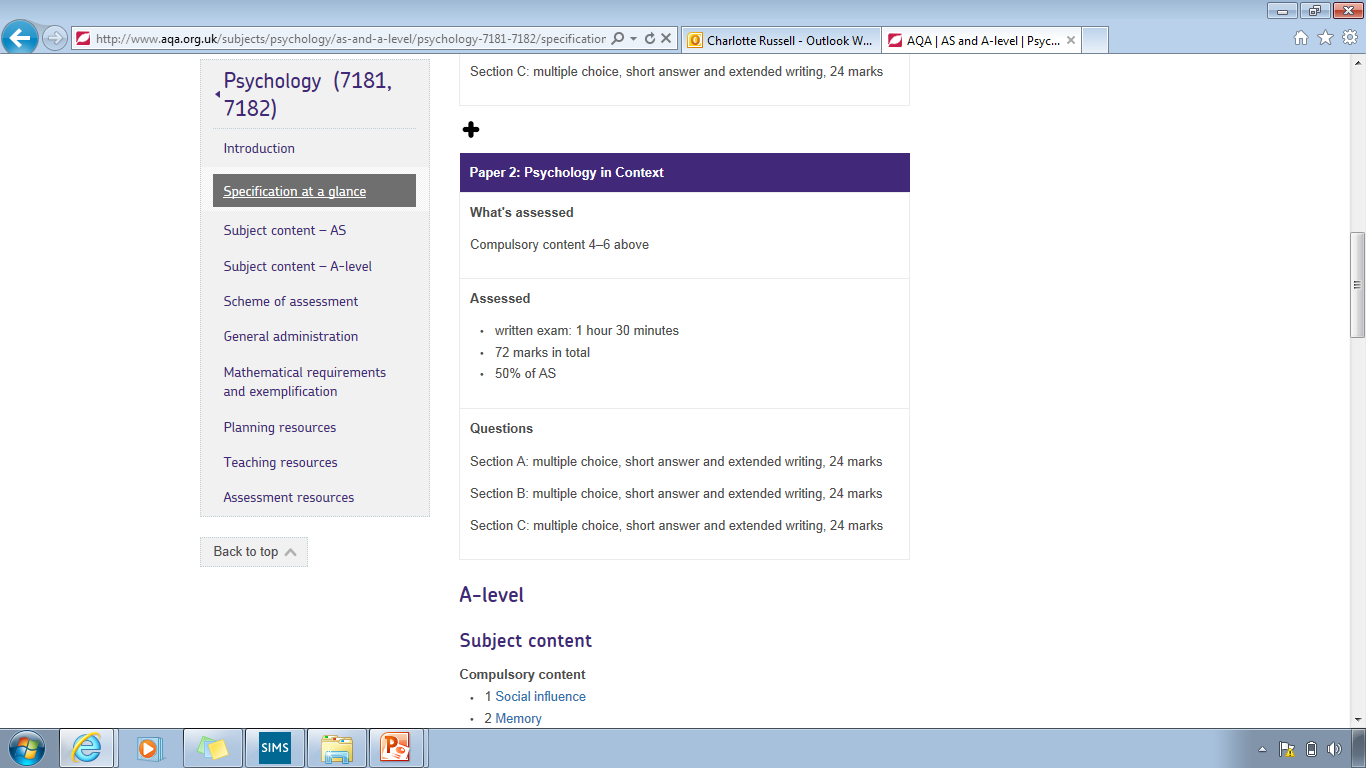 http://www.aqa.org.uk/subjects/psychology/as-and-a-level/psychology-7181-7182/specification
Charlotte Russell - Outlook W...
AQA | AS and A-level | Psyc...
Psychology (7181,
7182)
Introduction
Specification at a glance
Subject content – AS
Subject content – A-level
Scheme of assessment
General administration
Mathematical requirements
and exemplification
Planning resources
Teaching resources
Assessment resources
Back to top
Section C: multiple choice, short answer and extended writing, 24 marks
Paper 2: Psychology in Context
What's assessed
Compulsory content 4–6 above
Assessed
• written exam: 1 hour 30 minutes
• 72 marks in total
• 50% of AS
Questions
Section A: multiple choice, short answer and extended writing, 24 marks
Section B: multiple choice, short answer and extended writing, 24 marks
Section C: multiple choice, short answer and extended writing, 24 marks
A-level
Subject content
Compulsory content
• 1 Social influence
• 2 Memory
SIMS